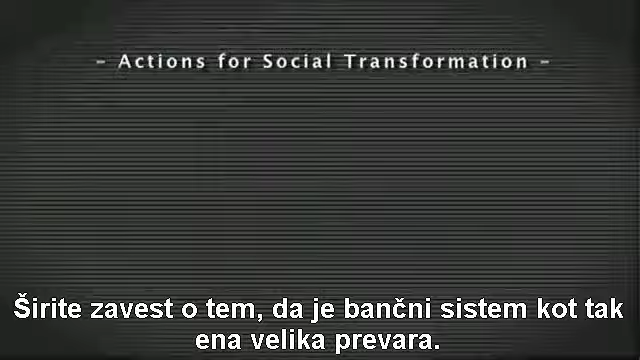 – Actions for Social Transformation –
Širite zavest o tem, da je bančni sistem kot tak
ena velika prevara.